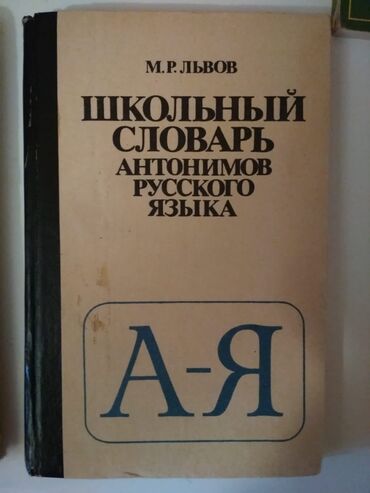 М.Р.ЛЬВОВ
ШКОЛЬНЫЙ
СЛОВАРЬ
АНТОНИМОВ
РУССКОГО
ЯЗЫКА
А-Я